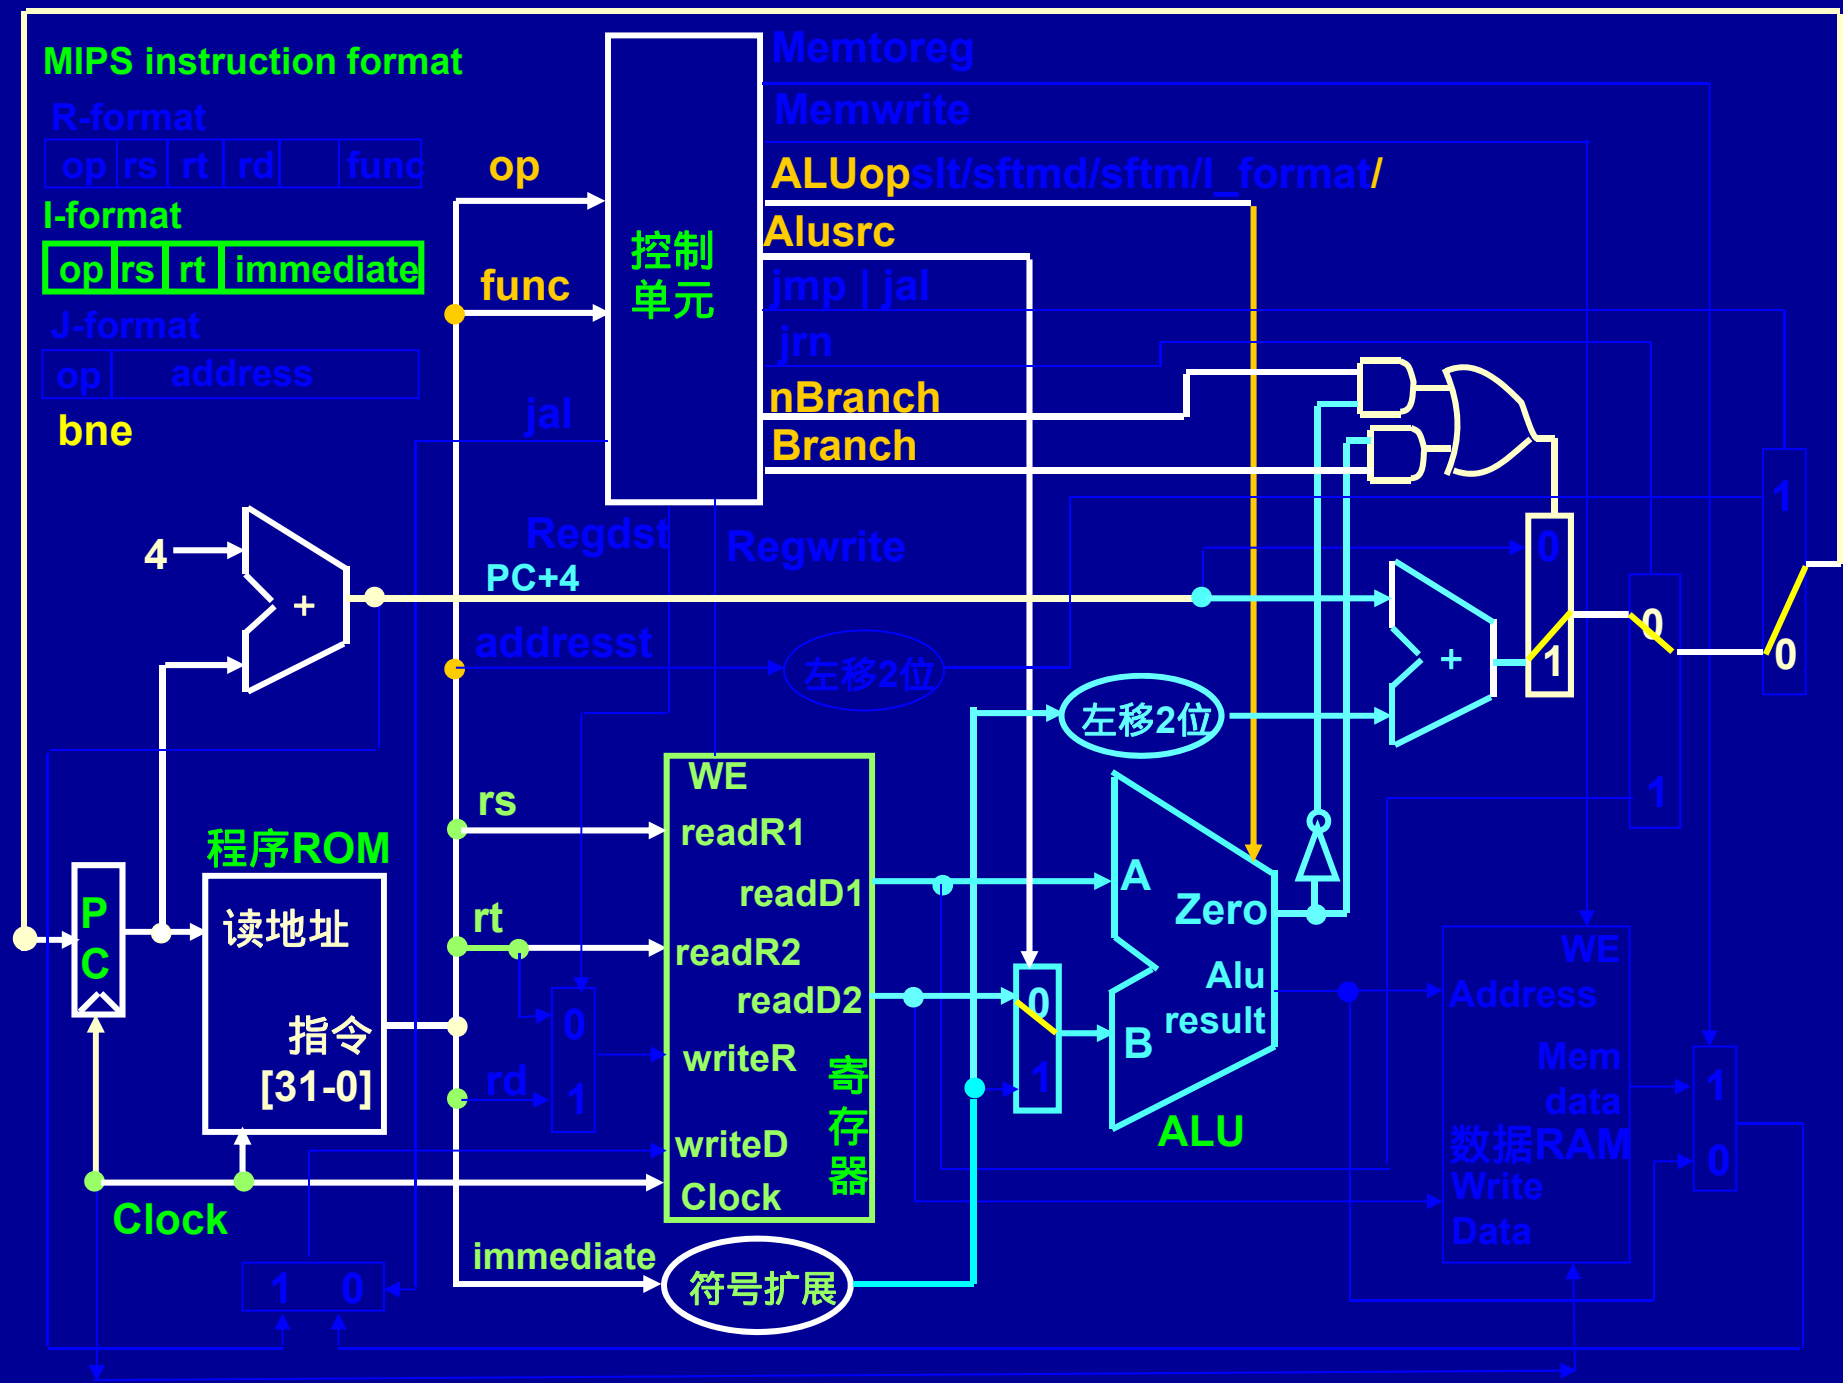 MIPS instruction format
R-format
op rs rt rd func
I-format
op rs rt immediate
J-format
op address
bne
op
func
jal
控制
单元
Memtoreg
Memwrite
ALUopslt/sftmd/sftm/I_format/
Alusrc
jmp | jal
jrn
nBranch
Branch
Regdst
Regwrite
4
+
PC+4
addresst
左移2位
左移2位
+
0
1
0
1
1
0
程序ROM
读地址
指令
[31-0]
P
C
Clock
rs
rt
rd
immediate
0
1
WE
readR1
readD1
readR2
readD2
writeR
writeD
Clock
寄
存
器
符号扩展
0
1
A
B
Zero
Alu
result
ALU
WE
Address
Mem
data
数据RAM
Write
Data
1
0
1 0